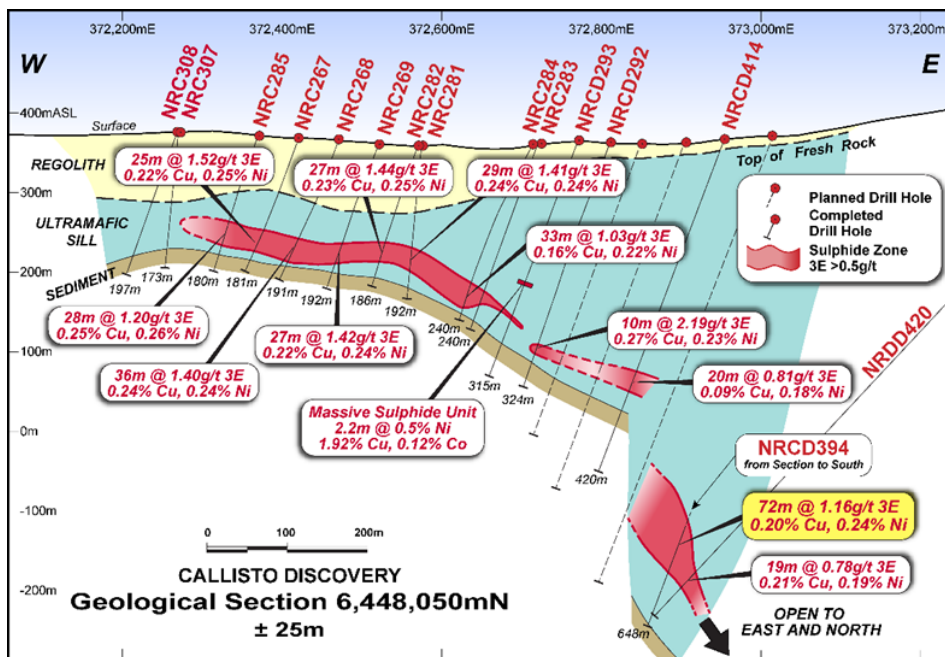 372,200mE
372,400mE
372,600mE
372,800mE
373,000mE
373,200mE
W
E
NRC308
NRC307
NRC285
NRC267
NRC268
NRC269
NRC282
NRC281
NRC284
NRC283
NRCD293
NRCD292
NRCD414
400mASL
Surface
REGOLITH
Top of Fresh Rock
25m @ 1.52g/t 3E
0.22% Cu, 0.25% Ni
27m @ 1.44g/t 3E
0.23% Cu, 0.25% Ni
29m @ 1.41g/t 3E
0.24% Cu, 0.24% Ni
300m
Planned Drill Hole
Completed
Drill Hole
Sulphide Zone
3E >0.5g/t
ULTRAMAFIC
SILL
33m @ 1.03g/t 3E
0.16% Cu, 0.22% Ni
200m
SEDIMENT
197m
173m
180m
181m
191m
192m
186m
192m
240m
240m
315m
324m
420m
648m
28m @ 1.20g/t 3E
0.25% Cu, 0.26% Ni
27m @ 1.42g/t 3E
0.22% Cu, 0.24% Ni
10m @ 2.19g/t 3E
0.27% Cu, 0.23% Ni
100m
36m @ 1.40g/t 3E
0.24% Cu, 0.24% Ni
20m @ 0.81g/t 3E
0.09% Cu, 0.18% Ni
NRDD420
Massive Sulphide Unit
2.2m @ 0.5% Ni
1.92% Cu, 0.12% Co
0m
NRCD394
from Section to South
-100m
72m @ 1.16g/t 3E
0.20% Cu, 0.24% Ni
0
100
200m
19m @ 0.78g/t 3E
0.21% Cu, 0.19% Ni
CALLISTO DISCOVERY
Geological Section 6,448,050mN
± 25m
-200m
OPEN TO
EAST AND NORTH